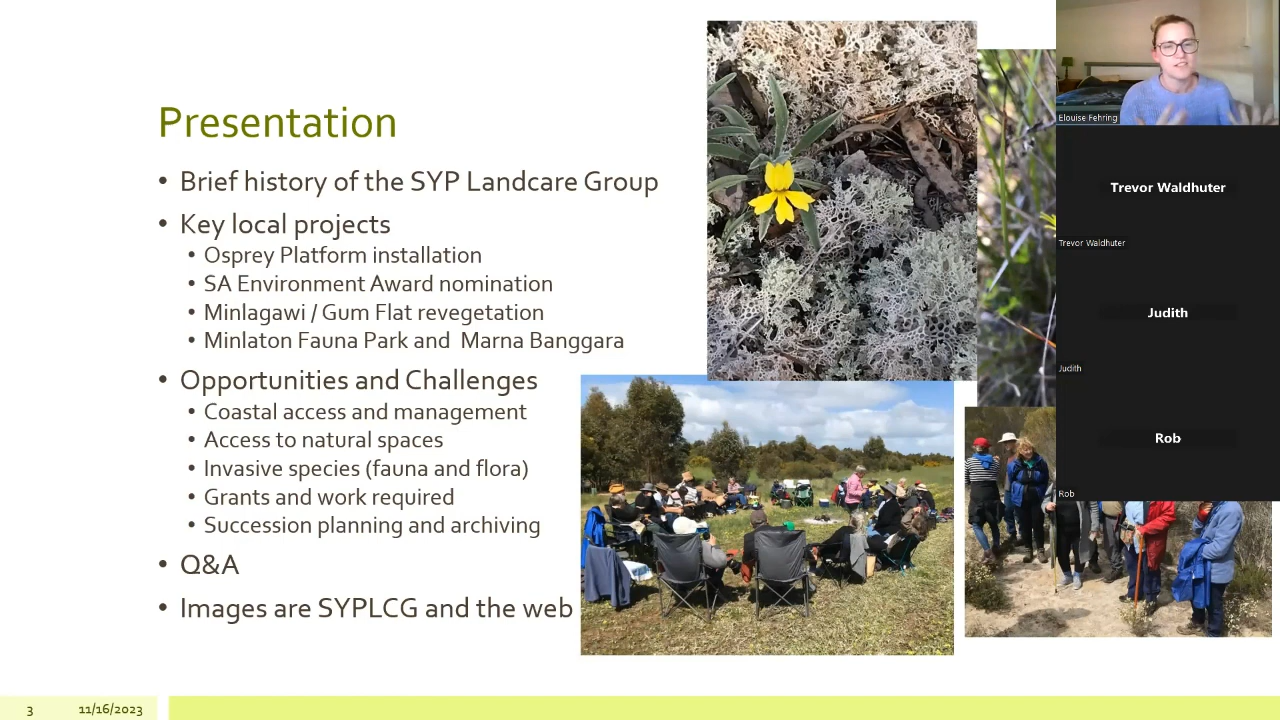 Presentation
• Brief history of the SYP Landcare Group
• Key local projects
• Osprey Platform installation
• SA Environment Award nomination
• Minlagawi / Gum Flat revegetation
• Minlaton Fauna Park and  Marna Banggara
• Opportunities and Challenges
• Coastal access and management
• Access to natural spaces
• Invasive species (fauna and flora)
• Grants and work required
• Succession planning and archiving
• Q&A
• Images are SYPLCG and the web
3 11/16/2023
Elouise Fehring
Trevor Waldhuter
Trevor Waldhuter
Judith
Judith
Rob
Rob